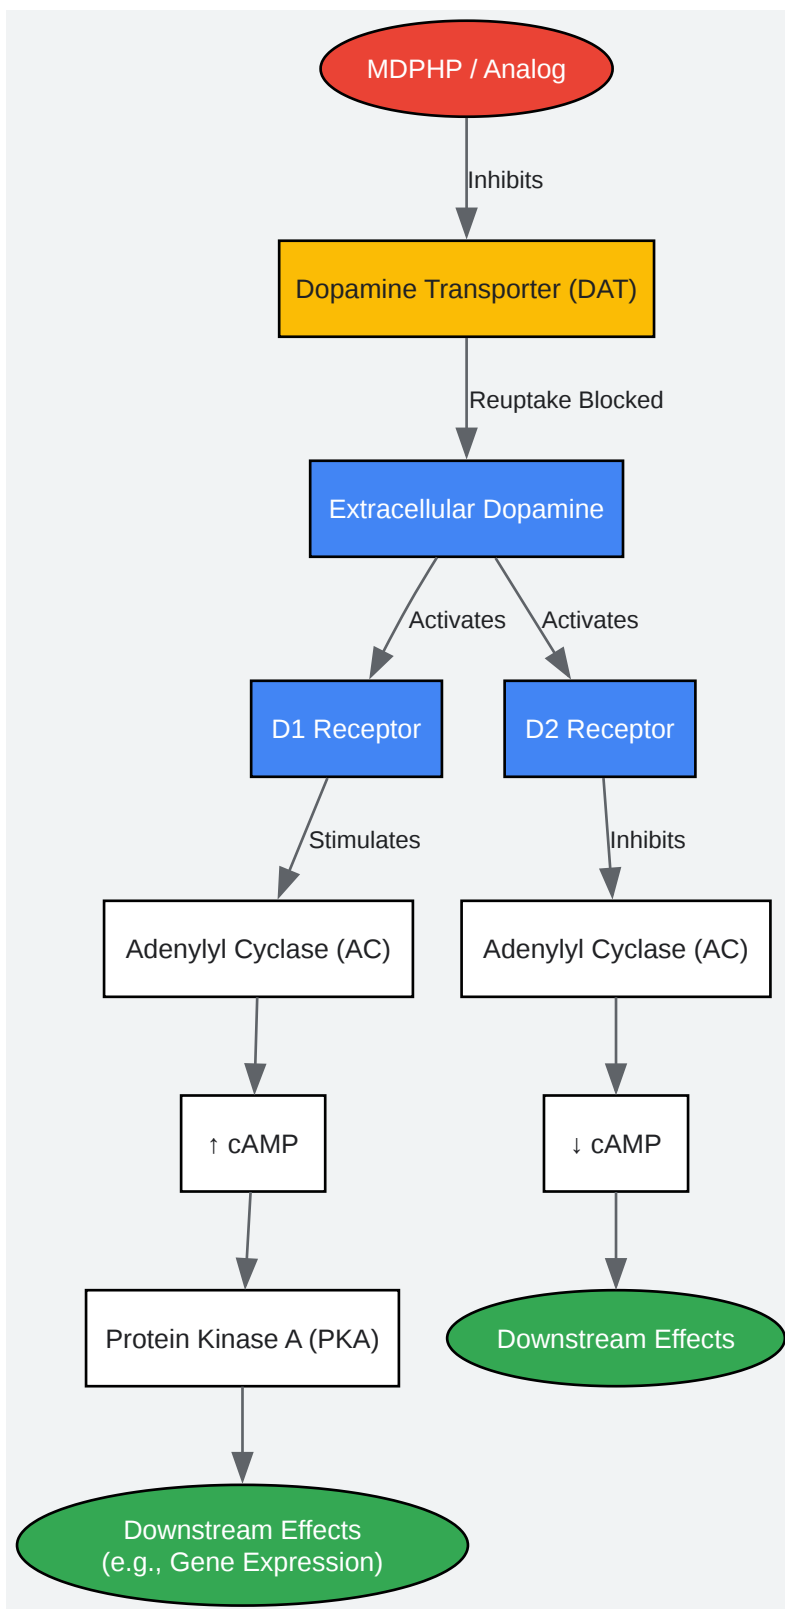 MDPHP / Analog
Inhibits
Dopamine Transporter (DAT)
Reuptake Blocked
Extracellular Dopamine
Activates
Activates
D1 Receptor
D2 Receptor
Stimulates
Inhibits
Adenylyl Cyclase (AC)
Adenylyl Cyclase (AC)
↑ cAMP
↓ cAMP
Protein Kinase A (PKA)
Downstream Effects
Downstream Effects
(e.g., Gene Expression)